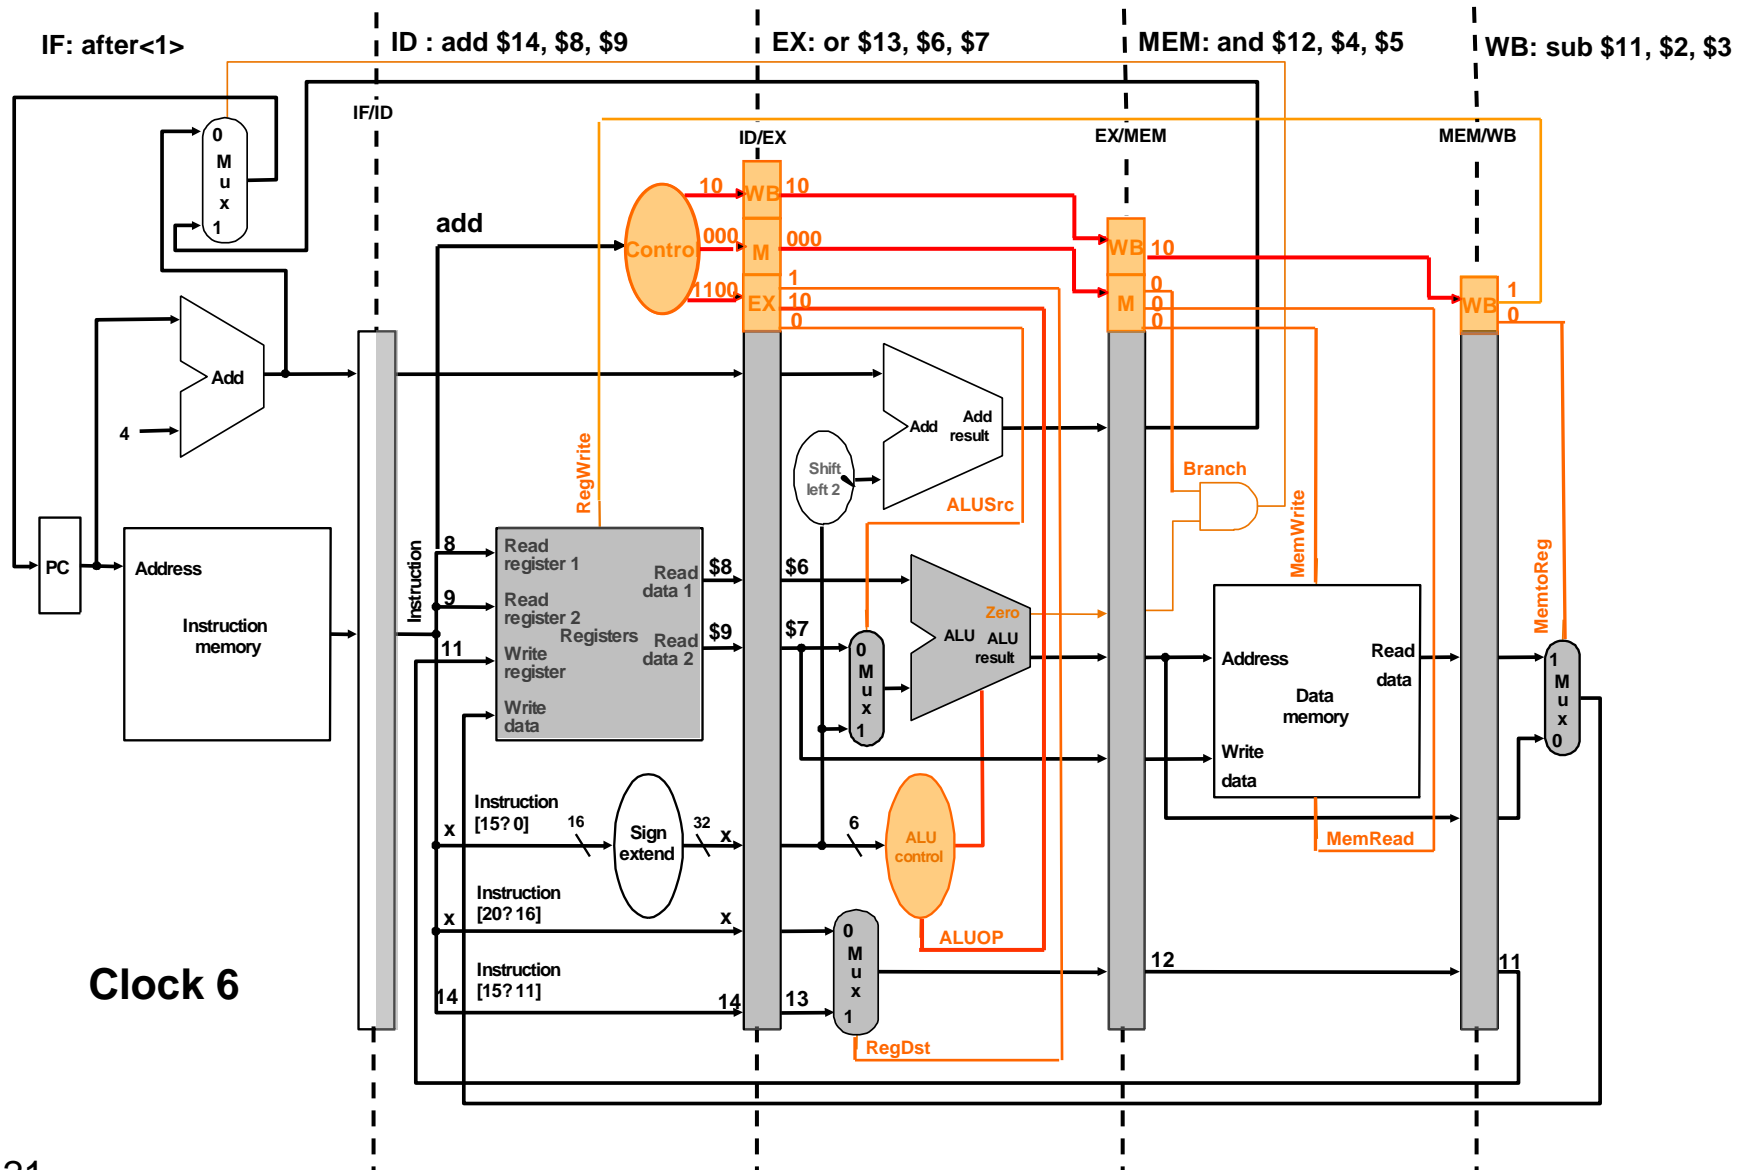 IF: after<1>
ID : add $14, $8, $9
EX: or $13, $6, $7
MEM: and $12, $4, $5
WB: sub $11, $2, $3
IF/ID
ID/EX
EX/MEM
MEM/WB
0
M
u
x
1
add
Control
10
000
1100
WB
M
EX
10
000
1
10
0
WB
M
10
0
0
0
WB
1
0
Add
4
RegWrite
Shift
left 2
Add
Add
result
ALUSrc
Branch
MemWrite
MemtoReg
PC
Address
Instruction
memory
Instruction
8
9
11
Read
register 1
Read
register 2
Registers
Write
register
Write
data
Read
data 1
Read
data 2
$8
$9
$6
$7
0
M
u
x
1
Zero
ALU
ALU
result
Address
Read
data
Data
memory
Write
data
1
M
u
x
0
Instruction
[15? 0]
x
16
Sign
extend
32
x
6
ALU
control
MemRead
Instruction
[20? 16]
x
x
0
M
u
x
1
ALUOP
Instruction
[15? 11]
14
14
13
12
11
RegDst
Clock 6
21